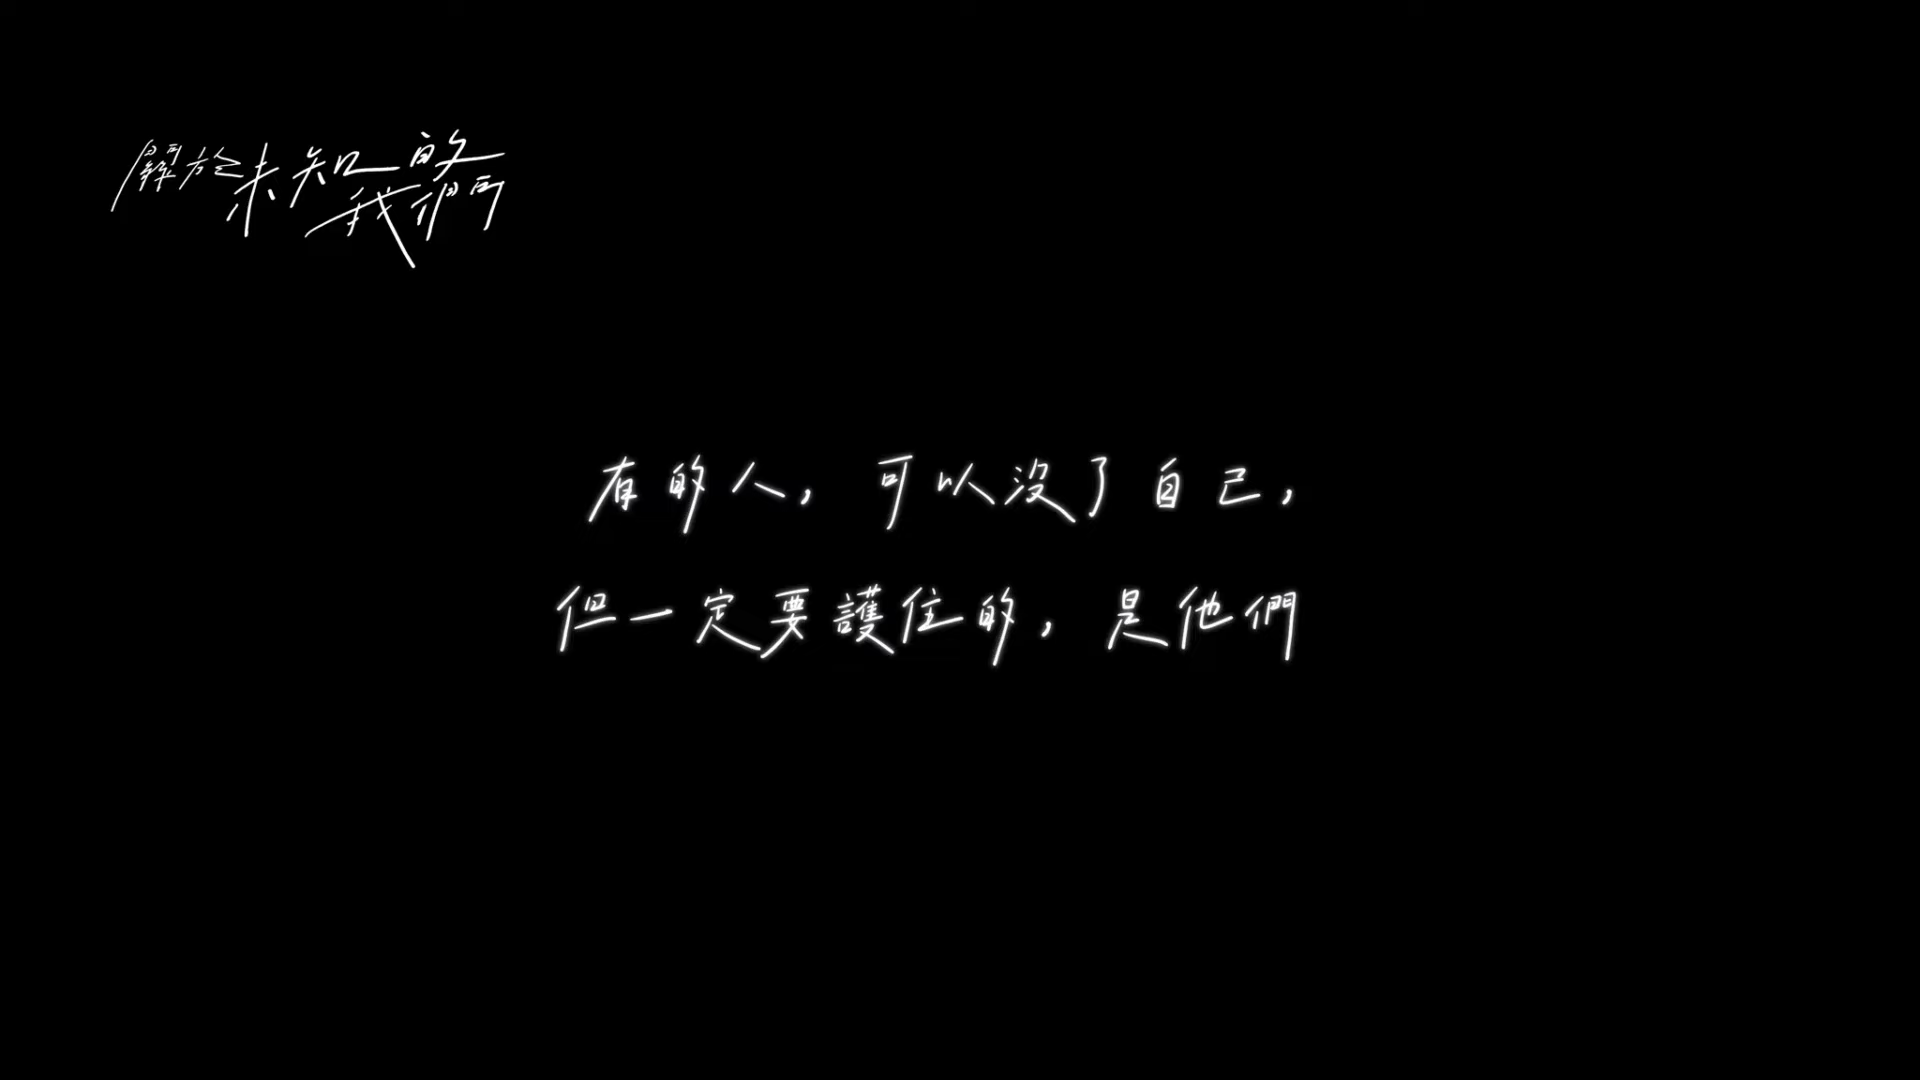 關於未知的
我們
有的人，可以沒了自己，
但一定要護住的，是他們